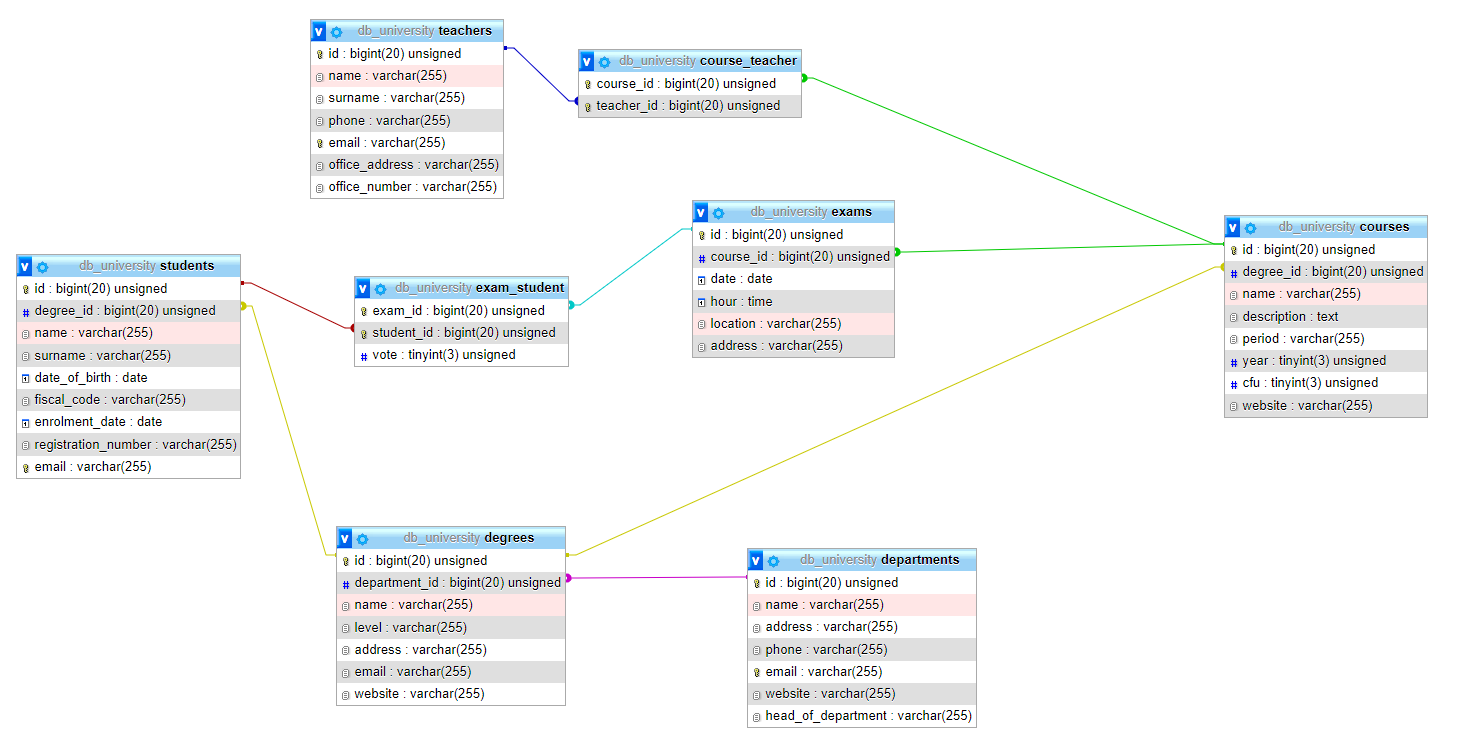 db_university teachers
id : bigint(20) unsigned
name : varchar(255)
surname : varchar(255)
phone : varchar(255)
email : varchar(255)
office_address : varchar(255)
office_number : varchar(255)
db_university course_teacher
course_id : bigint(20) unsigned
teacher_id : bigint(20) unsigned
db_university exams
id : bigint(20) unsigned
course_id : bigint(20) unsigned
date : date
hour : time
location : varchar(255)
address : varchar(255)
db_university courses
id : bigint(20) unsigned
degree_id : bigint(20) unsigned
name : varchar(255)
description : text
period : varchar(255)
year : tinyint(3) unsigned
cfu : tinyint(3) unsigned
website : varchar(255)
db_university students
id : bigint(20) unsigned
degree_id : bigint(20) unsigned
name : varchar(255)
surname : varchar(255)
date_of_birth : date
fiscal_code : varchar(255)
enrolment_date : date
registration_number : varchar(255)
email : varchar(255)
db_university exam_student
exam_id : bigint(20) unsigned
student_id : bigint(20) unsigned
vote : tinyint(3) unsigned
db_university degrees
id : bigint(20) unsigned
department_id : bigint(20) unsigned
name : varchar(255)
level : varchar(255)
address : varchar(255)
email : varchar(255)
website : varchar(255)
db_university departments
id : bigint(20) unsigned
name : varchar(255)
address : varchar(255)
phone : varchar(255)
email : varchar(255)
website : varchar(255)
head_of_department : varchar(255)